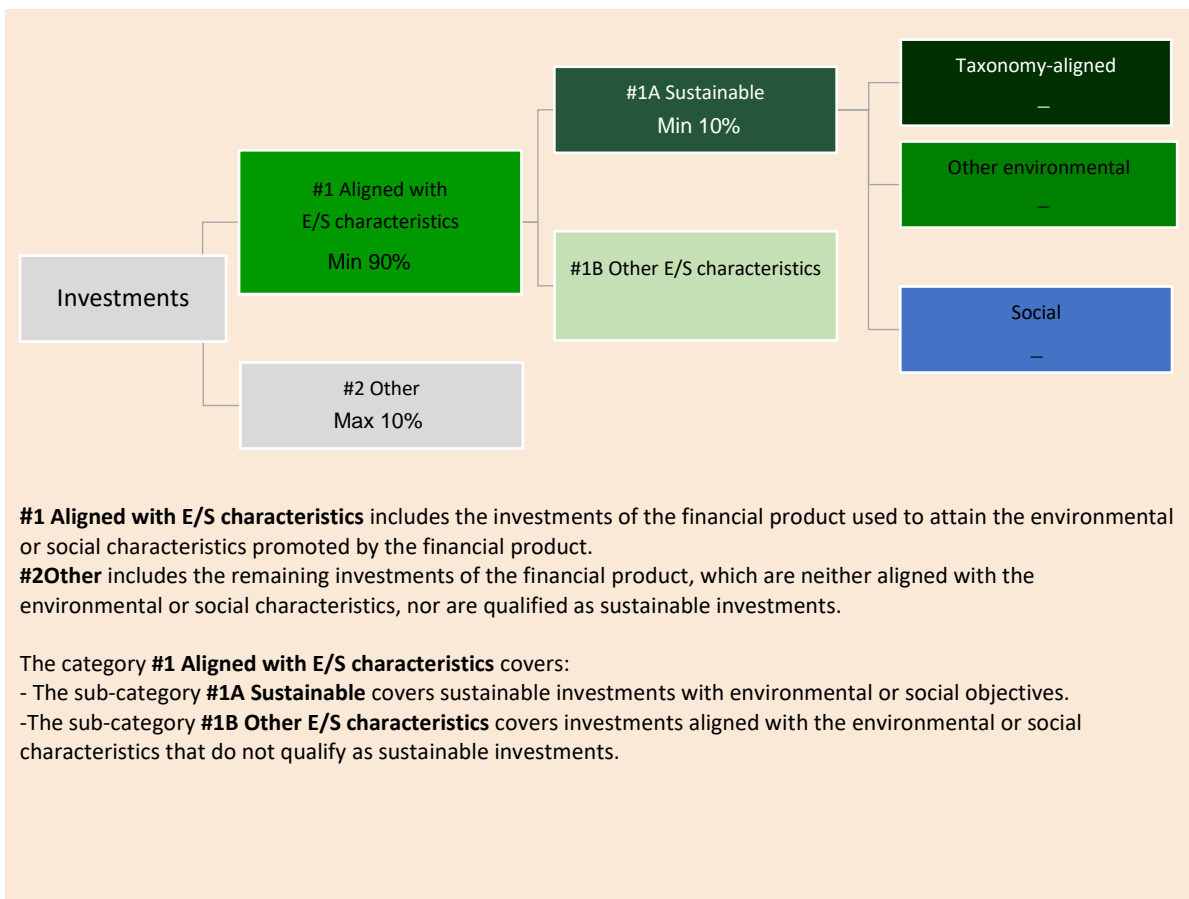 Investments
#1 Aligned with
E/S characteristics
Min 90%
#2 Other
Max 10%
#1A Sustainable
Min 10%
#1B Other E/S characteristics
Taxonomy-aligned
_
Other environmental
_
Social
_
#1 Aligned with E/S characteristics includes the investments of the financial product used to attain the environmental
or social characteristics promoted by the financial product.
#2Other includes the remaining investments of the financial product, which are neither aligned with the
environmental or social characteristics, nor are qualified as sustainable investments.
The category #1 Aligned with E/S characteristics covers:
- The sub-category #1A Sustainable covers sustainable investments with environmental or social objectives.
-The sub-category #1B Other E/S characteristics covers investments aligned with the environmental or social
characteristics that do not qualify as sustainable investments.